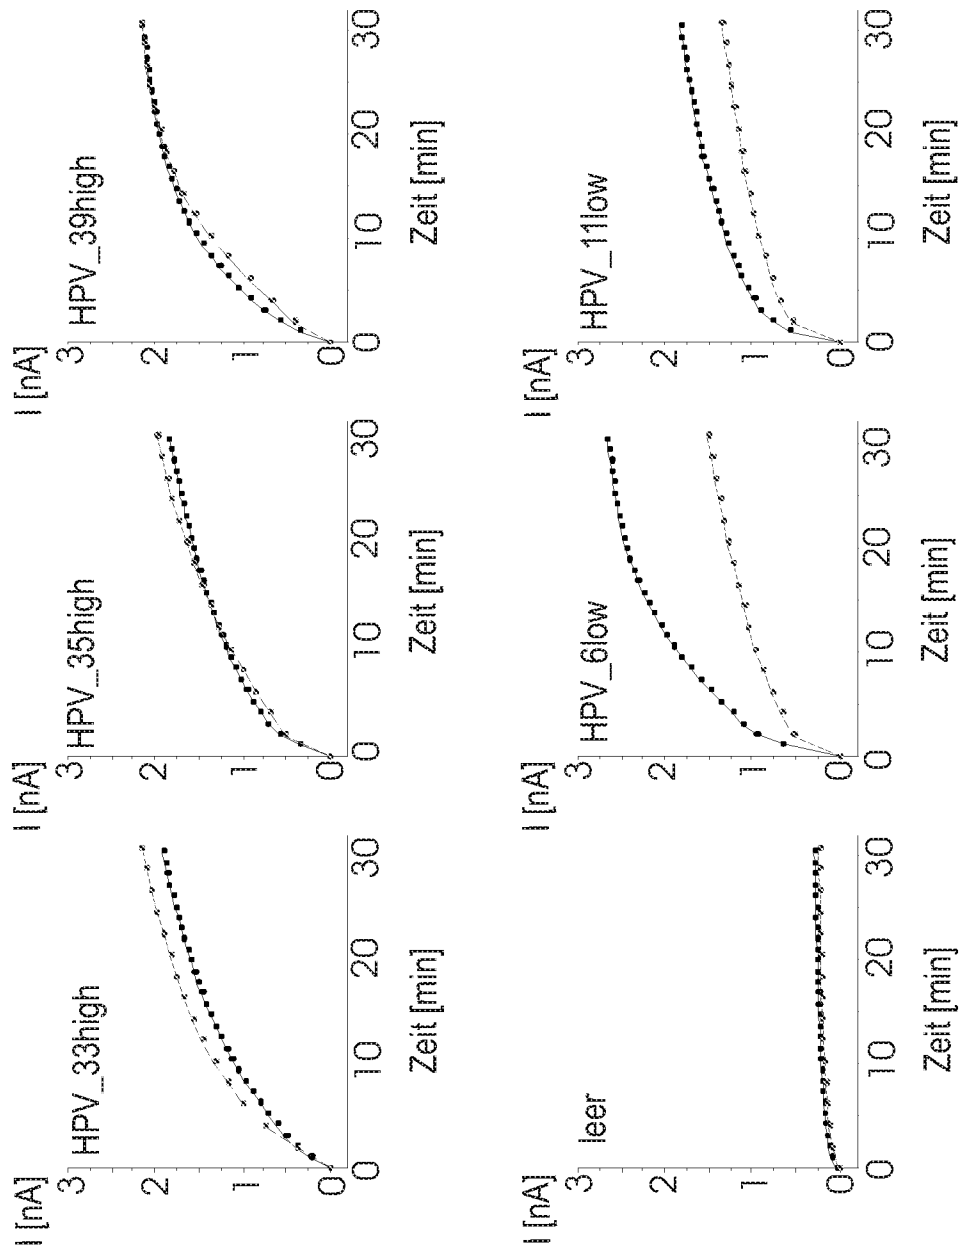 I [nA]
HPV_33high
3
2
1
0
0 10 20 30
Zeit [min]
I [nA]
HPV_35high
3
2
1
0
0 10 20 30
Zeit [min]
I [nA]
HPV_39high
3
2
1
0
0 10 20 30
Zeit [min]
I [nA]
leer
3
2
1
0
0 10 20 30
Zeit [min]
I [nA]
HPV_6low
3
2
1
0
0 10 20 30
Zeit [min]
I [nA]
HPV_11low
3
2
1
0
0 10 20 30
Zeit [min]